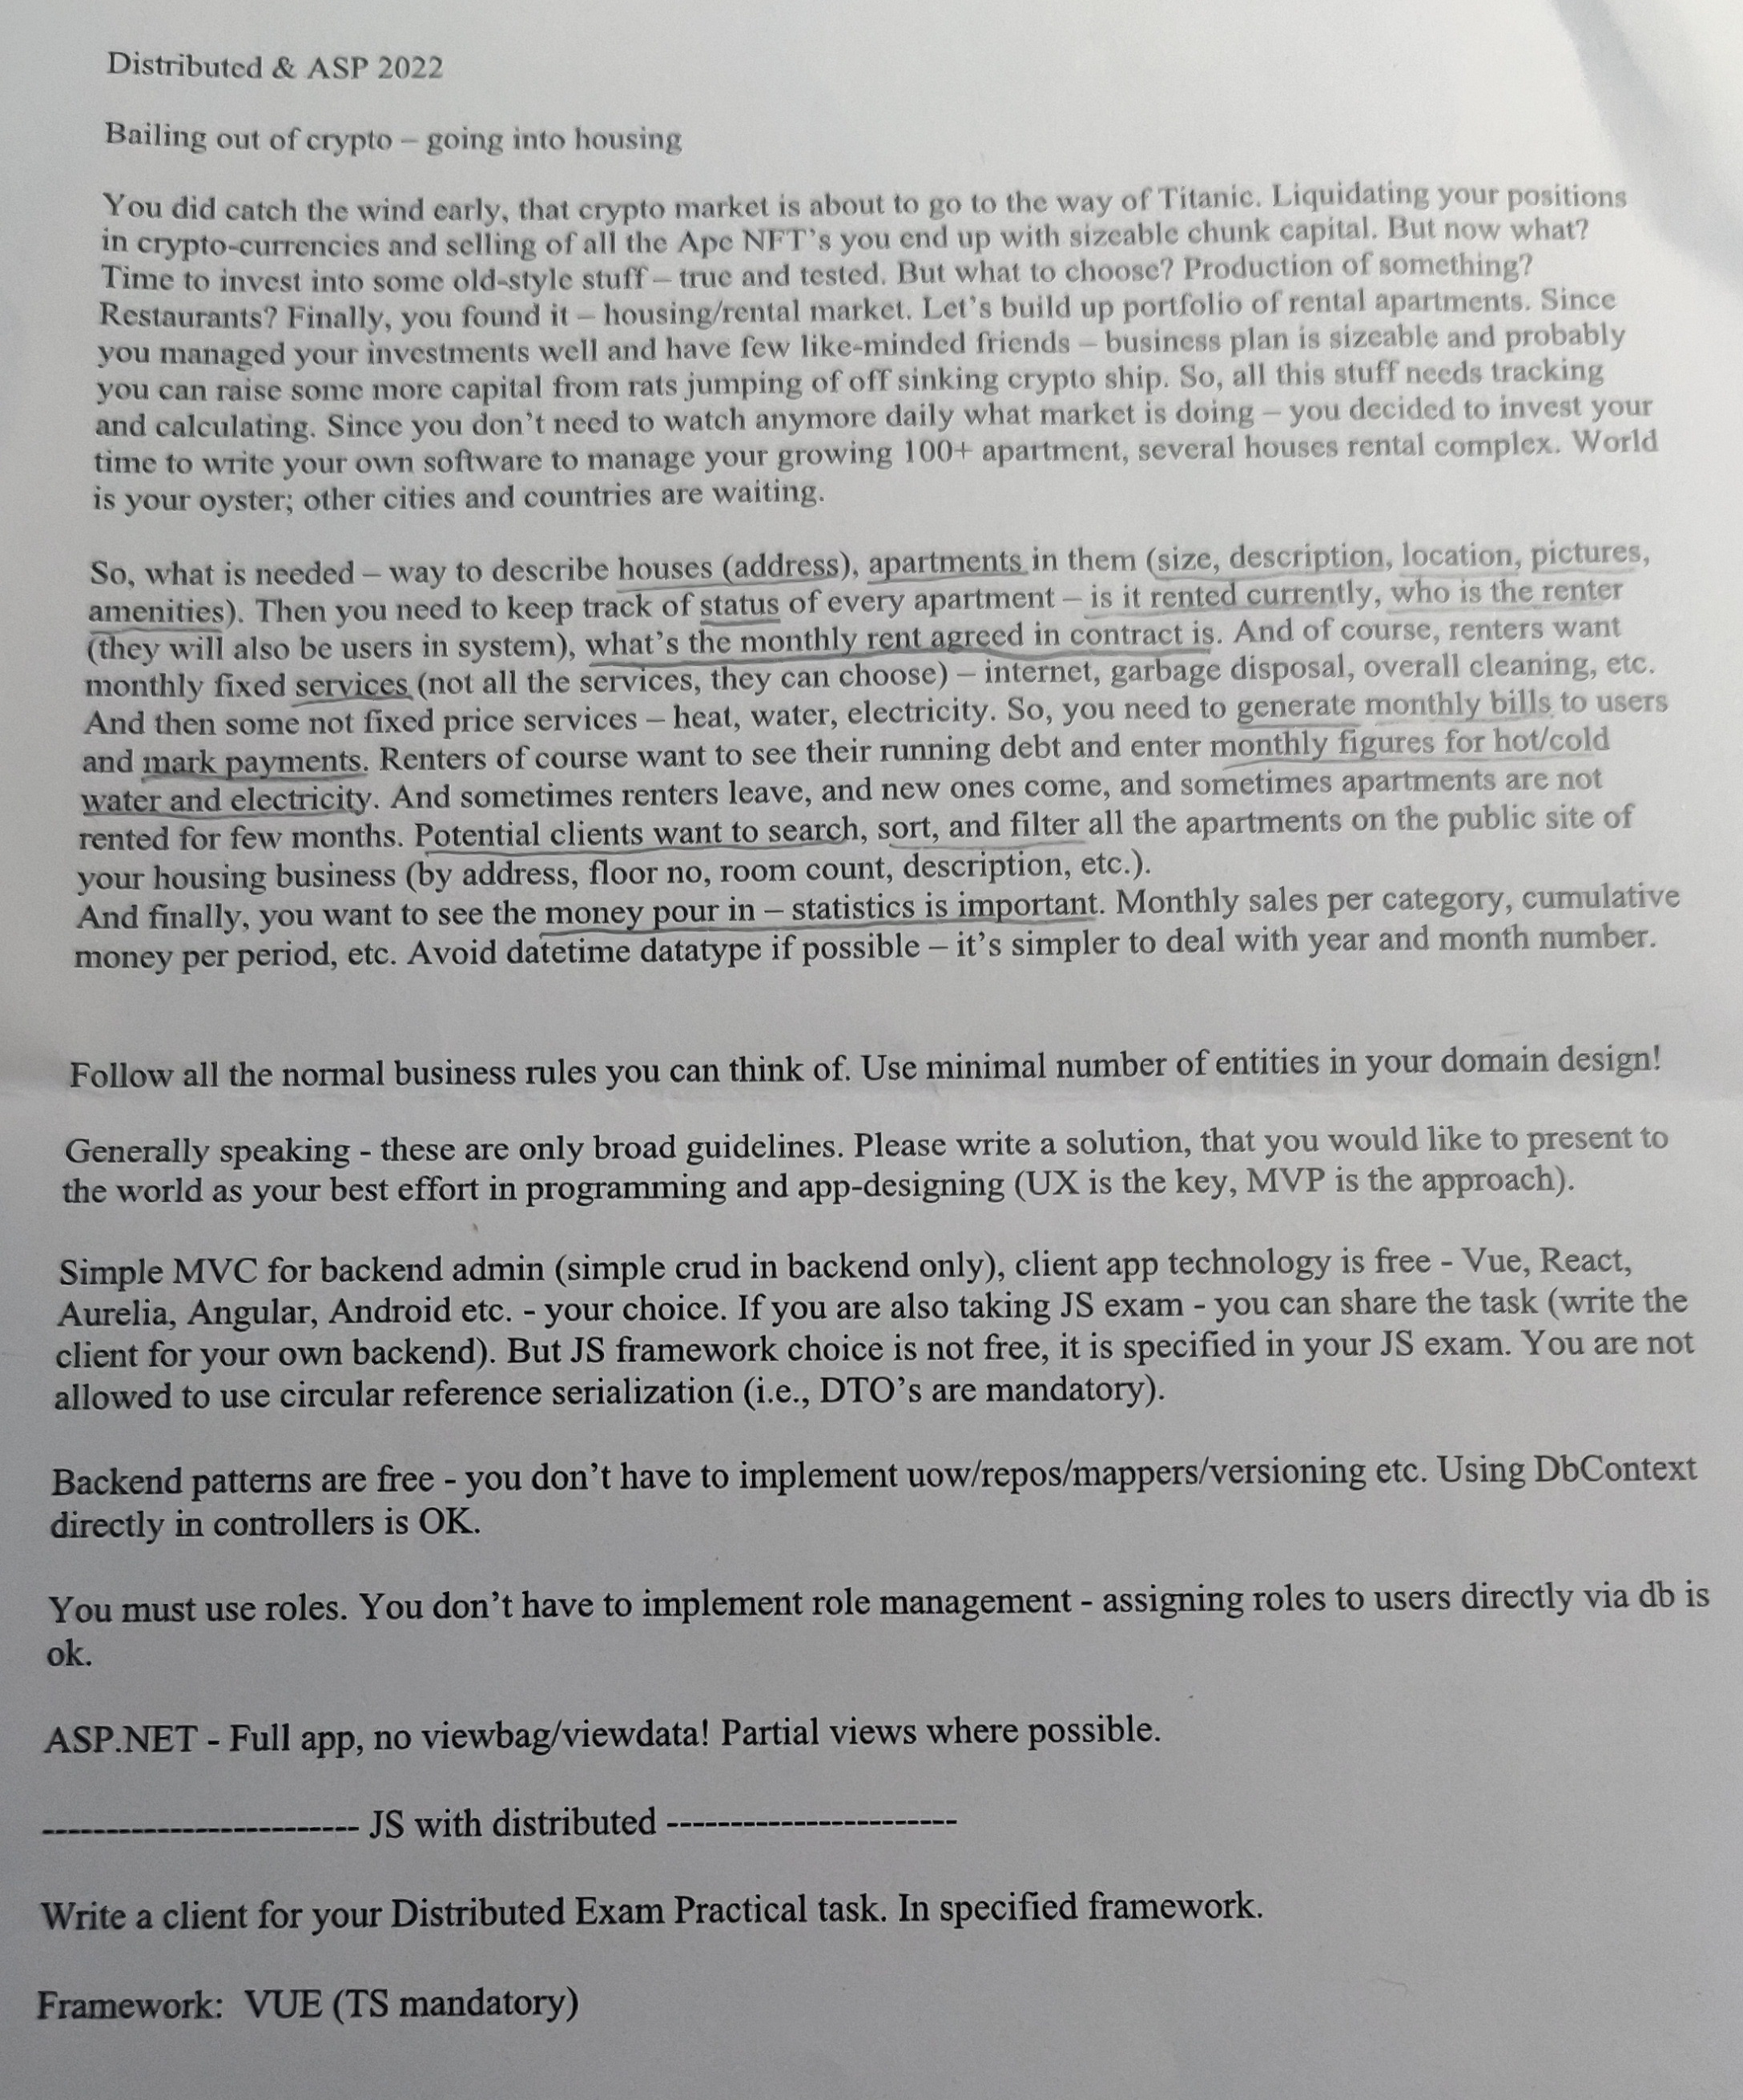 Distributed & ASP 2022
Bailing out of crypto – going into housing
You did catch the wind early, that crypto market is about to go to the way of Titanic. Liquidating your positions
in crypto-currencies and selling of all the Ape NFT's you end up with sizeable chunk capital. But now what?
Time to invest into some old-style stuff – true and tested. But what to choose? Production of something?
Restaurants? Finally, you found it – housing/rental market. Let's build up portfolio of rental apartments. Since
you managed your investments well and have few like-minded friends – business plan is sizeable and probably
you can raise some more capital from rats jumping of off sinking crypto ship. So, all this stuff needs tracking
and calculating. Since you don't need to watch anymore daily what market is doing – you decided to invest your
time to write your own software to manage your growing 100+ apartment, several houses rental complex. World
is your oyster; other cities and countries are waiting.
So, what is needed – way to describe houses (address), apartments in them (size, description, location, pictures,
amenities). Then you need to keep track of status of every apartment – is it rented currently, who is the renter
(they will also be users in system), what's the monthly rent agreed in contract is. And of course, renters want
monthly fixed services (not all the services, they can choose) – internet, garbage disposal, overall cleaning, etc.
And then some not fixed price services – heat, water, electricity. So, you need to generate monthly bills to users
and mark payments. Renters of course want to see their running debt and enter monthly figures for hot/cold
water and electricity. And sometimes renters leave, and new ones come, and sometimes apartments are not
rented for few months. Potential clients want to search, sort, and filter all the apartments on the public site of
your housing business (by address, floor no, room count, description, etc.).
And finally, you want to see the money pour in – statistics is important. Monthly sales per category, cumulative
money per period, etc. Avoid datetime datatype if possible – it's simpler to deal with year and month number.
Follow all the normal business rules you can think of. Use minimal number of entities in your domain design!
Generally speaking - these are only broad guidelines. Please write a solution, that you would like to present to
the world as your best effort in programming and app-designing (UX is the key, MVP is the approach).
Simple MVC for backend admin (simple crud in backend only), client app technology is free - Vue, React,
Aurelia, Angular, Android etc. - your choice. If you are also taking JS exam - you can share the task (write the
client for your own backend). But JS framework choice is not free, it is specified in your JS exam. You are not
allowed to use circular reference serialization (i.e., DTO's are mandatory).
Backend patterns are free - you don't have to implement uow/repos/mappers/versioning etc. Using DbContext
directly in controllers is OK.
You must use roles. You don't have to implement role management - assigning roles to users directly via db is
ok.
ASP.NET - Full app, no viewbag/viewdata! Partial views where possible.
------------------------- JS with distributed -----------------------
Write a client for your Distributed Exam Practical task. In specified framework.
Framework: VUE (TS mandatory)